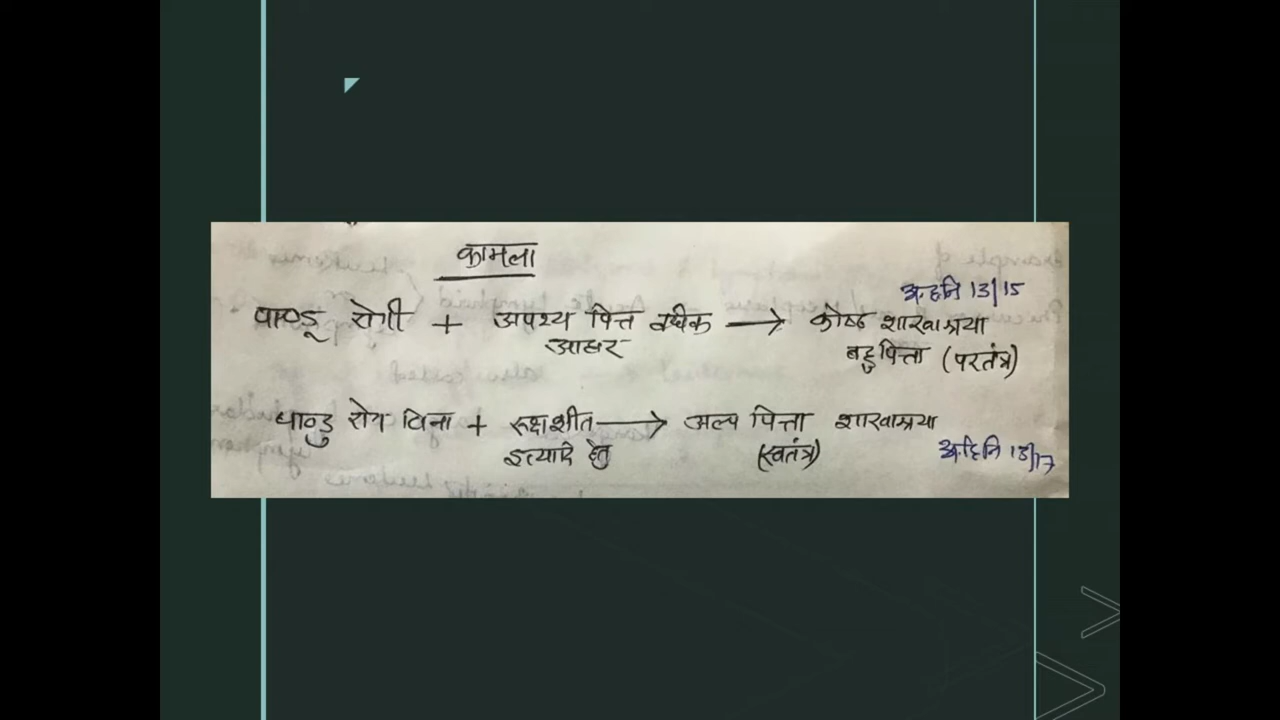 कामला
अ.हृ.नि 13/15
पाण्डू रोगी + अपथ्य पित्त वर्धक → कोष्ठ शाखाश्रया
आहार
बहुपित्ता (परतंत्र)
पाण्डु रोग विना + रूक्षशीत → अल्प पित्ता शाखाश्रया
इत्यादि हेतु (स्वतंत्र) अ.हृ.नि 13/17